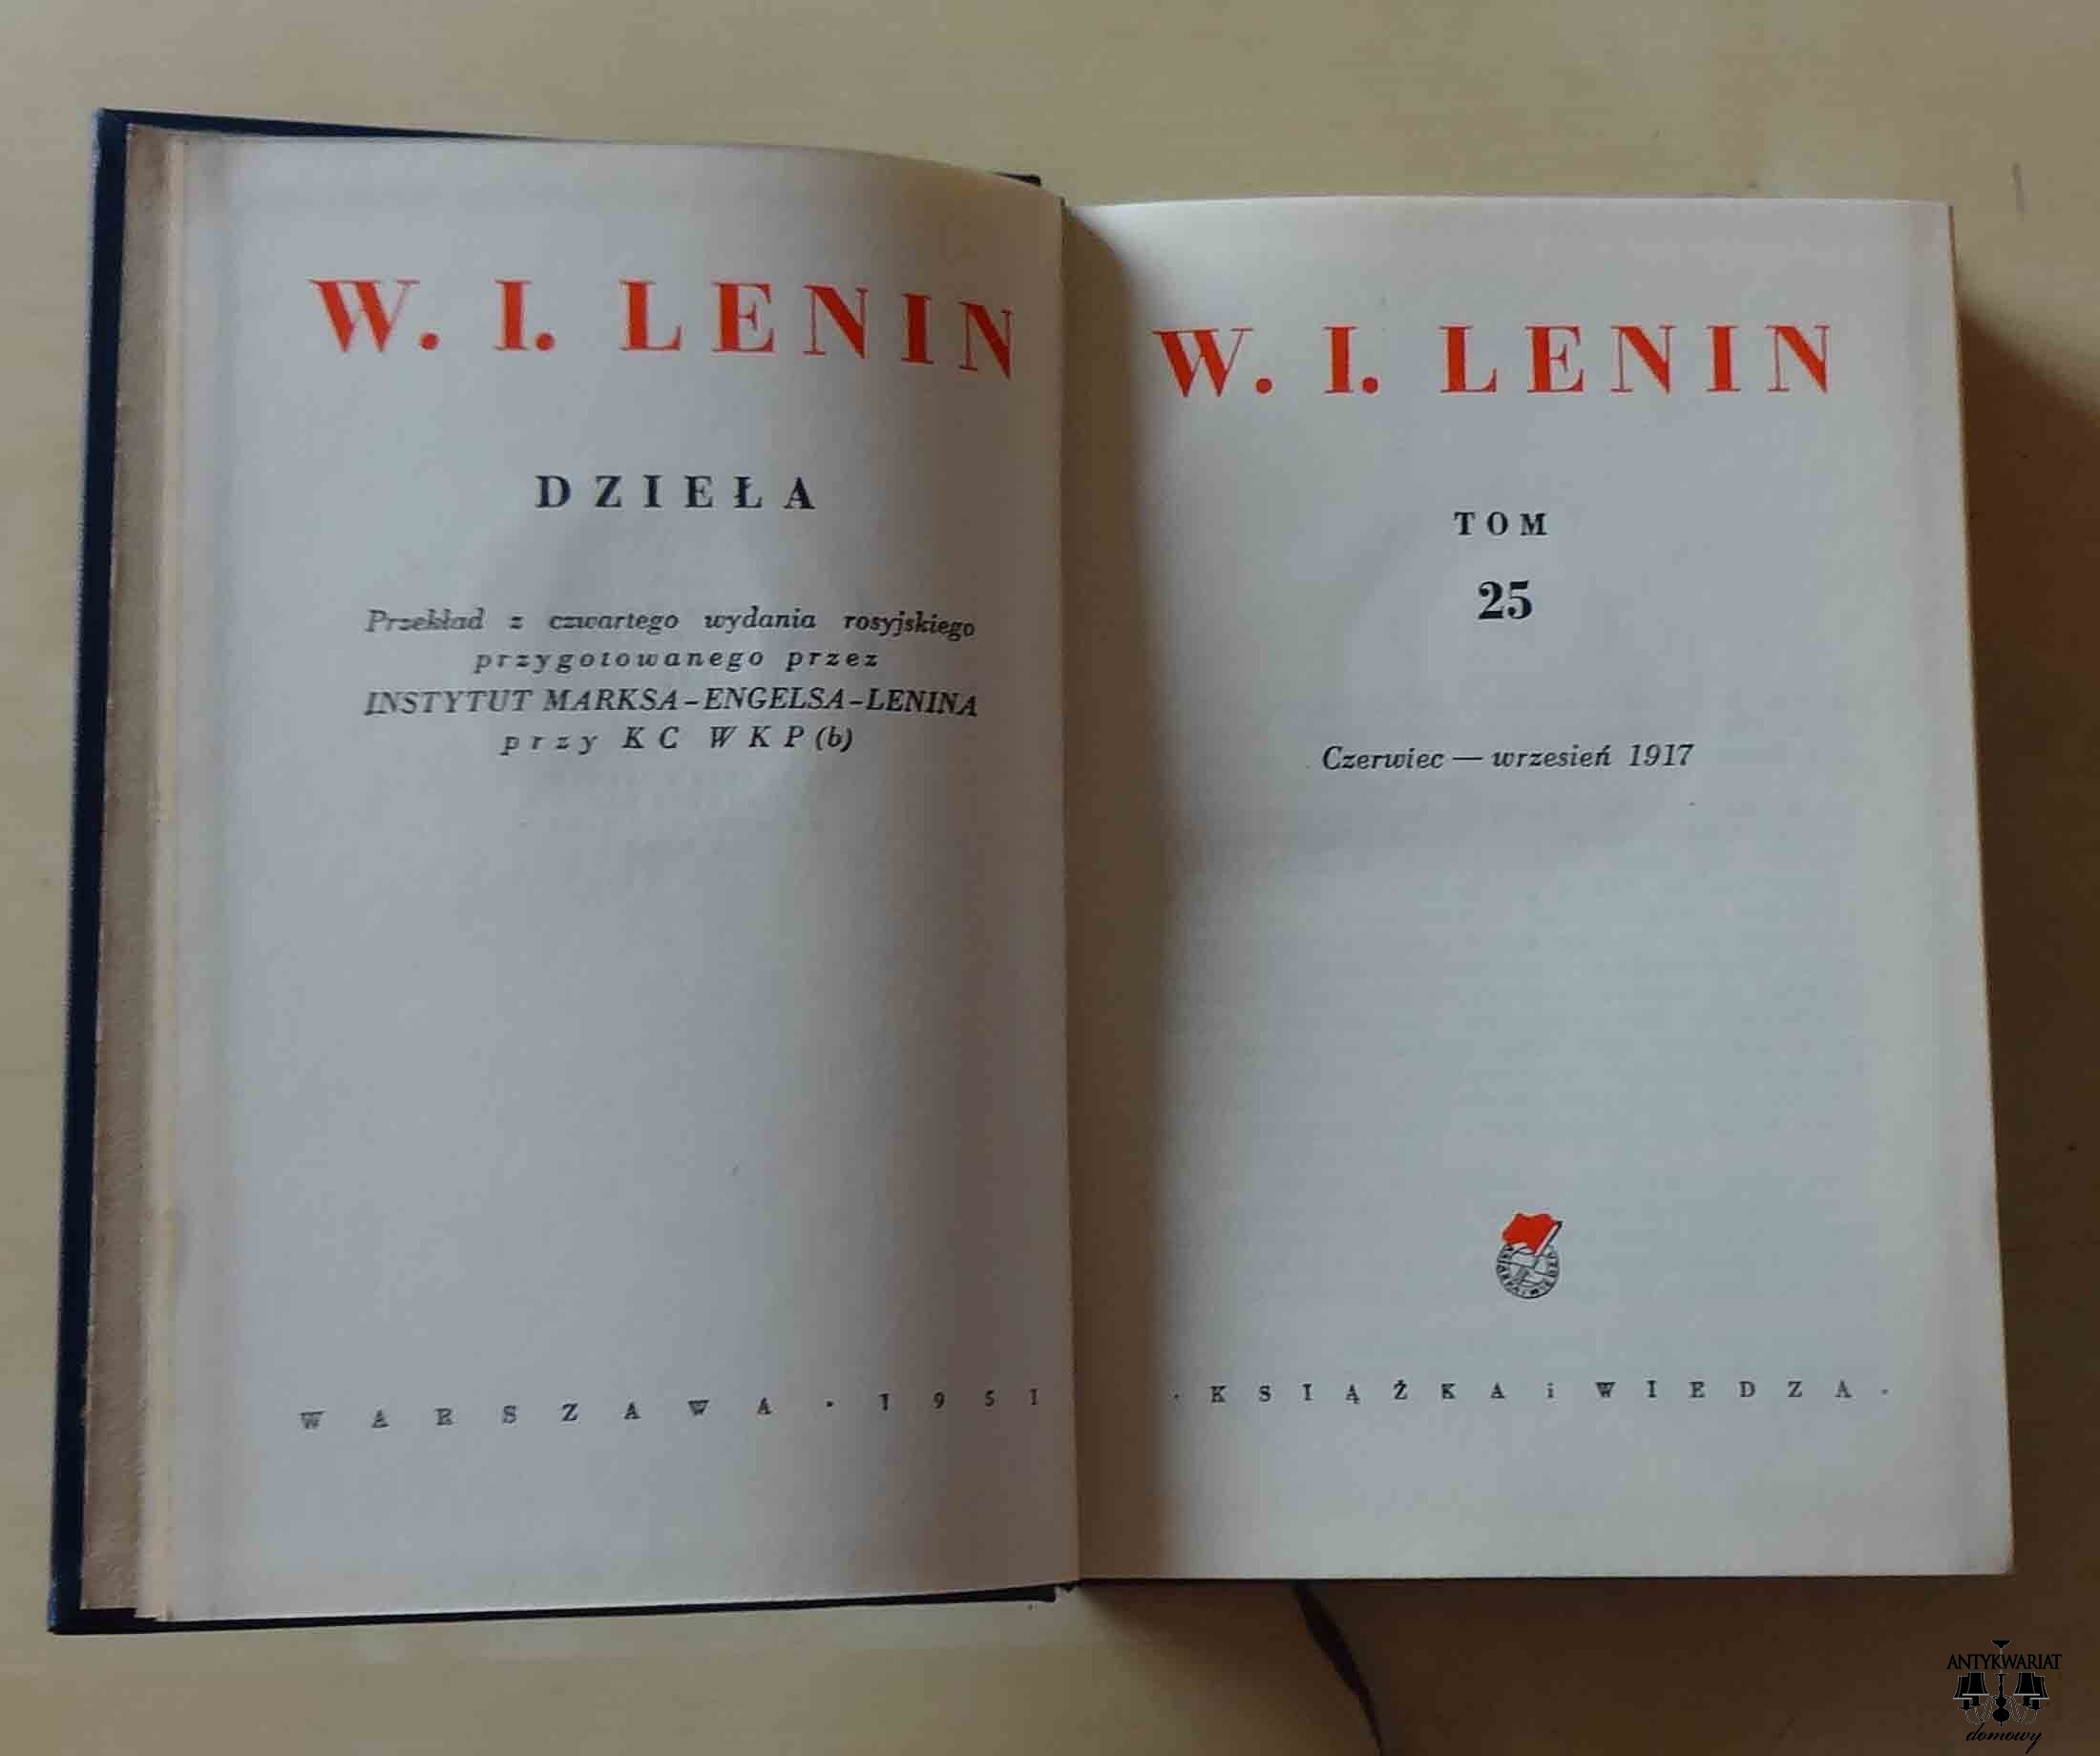 W. I. LENIN
DZIEŁA
Przekład z czwartego wydania rosyjskiego
przygotowanego przez
INSTYTUT MARKSA-ENGELSA-LENINA
przy KC WKP(b)
WARSZAWA · 1951
W. I. LENIN
TOM
25
Czerwiec — wrzesień 1917
· KSIĄŻKA i WIEDZA ·
ANTYKWARIAT
domowy